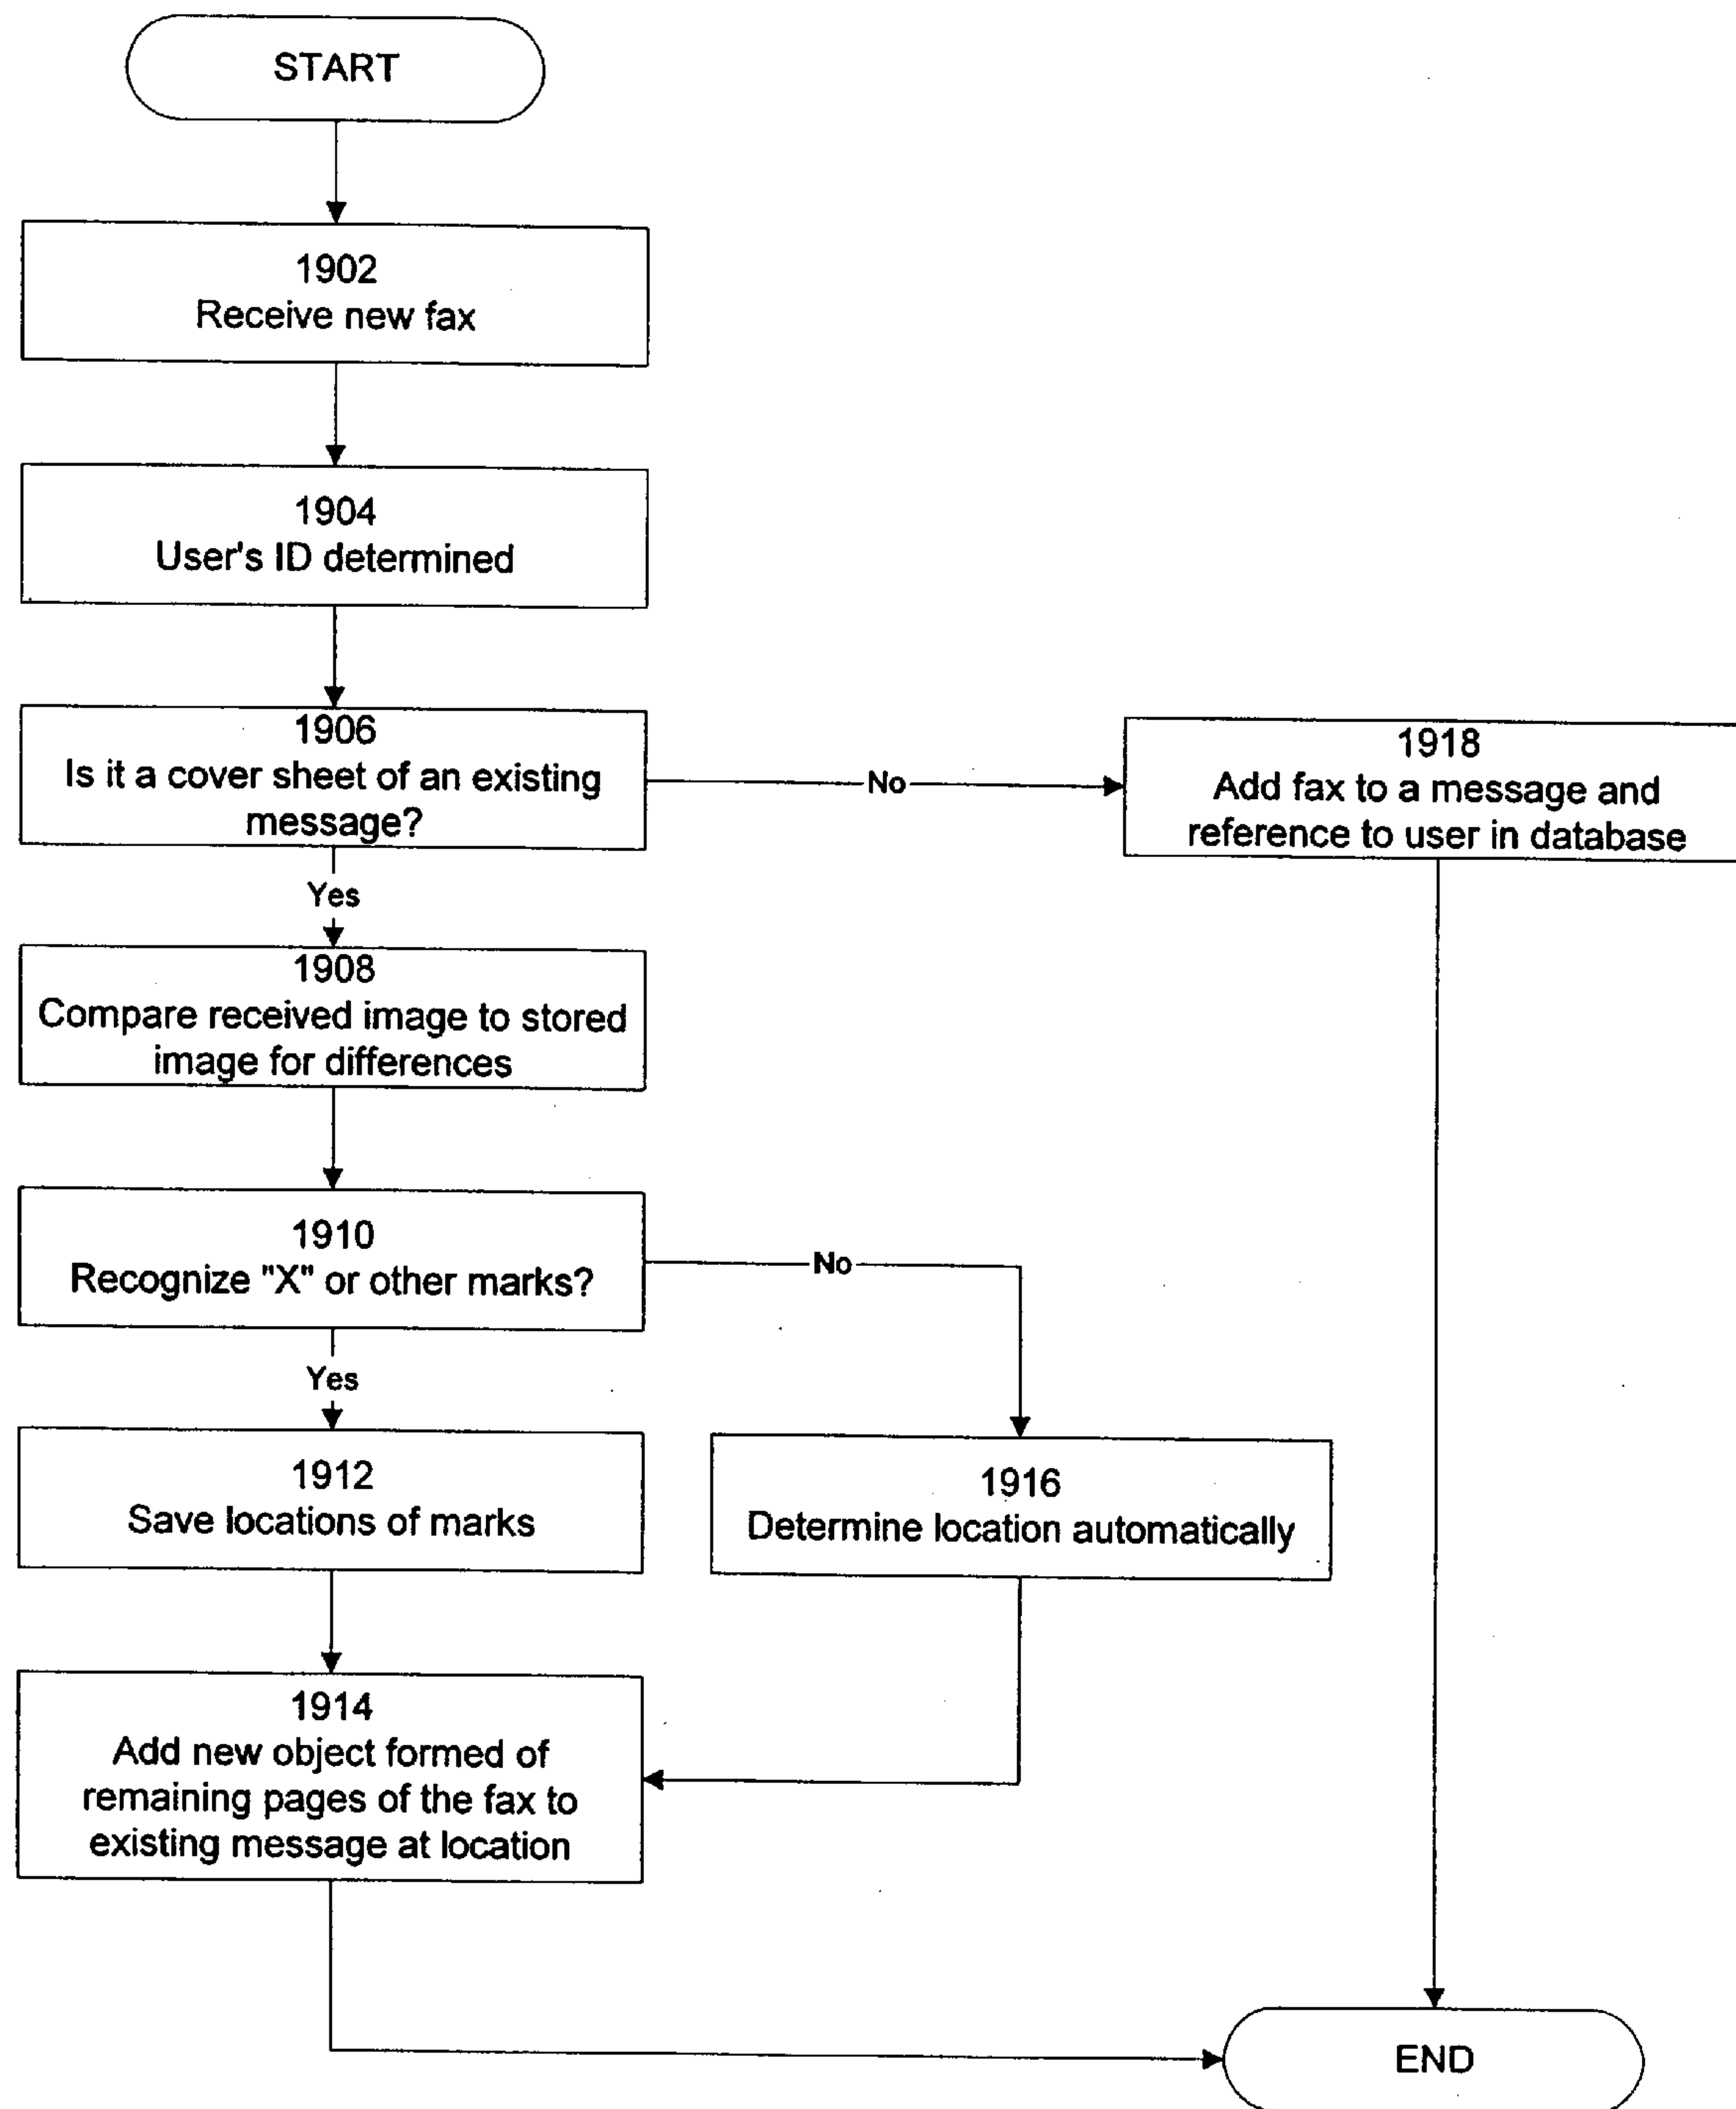 START
1902
Receive new fax
1904
User's ID determined
1906
Is it a cover sheet of an existing
message?
No
1918
Add fax to a message and
reference to user in database
Yes
1908
Compare received image to stored
image for differences
1910
Recognize "X" or other marks?
No
Yes
1912
Save locations of marks
1916
Determine location automatically
1914
Add new object formed of
remaining pages of the fax to
existing message at location
END